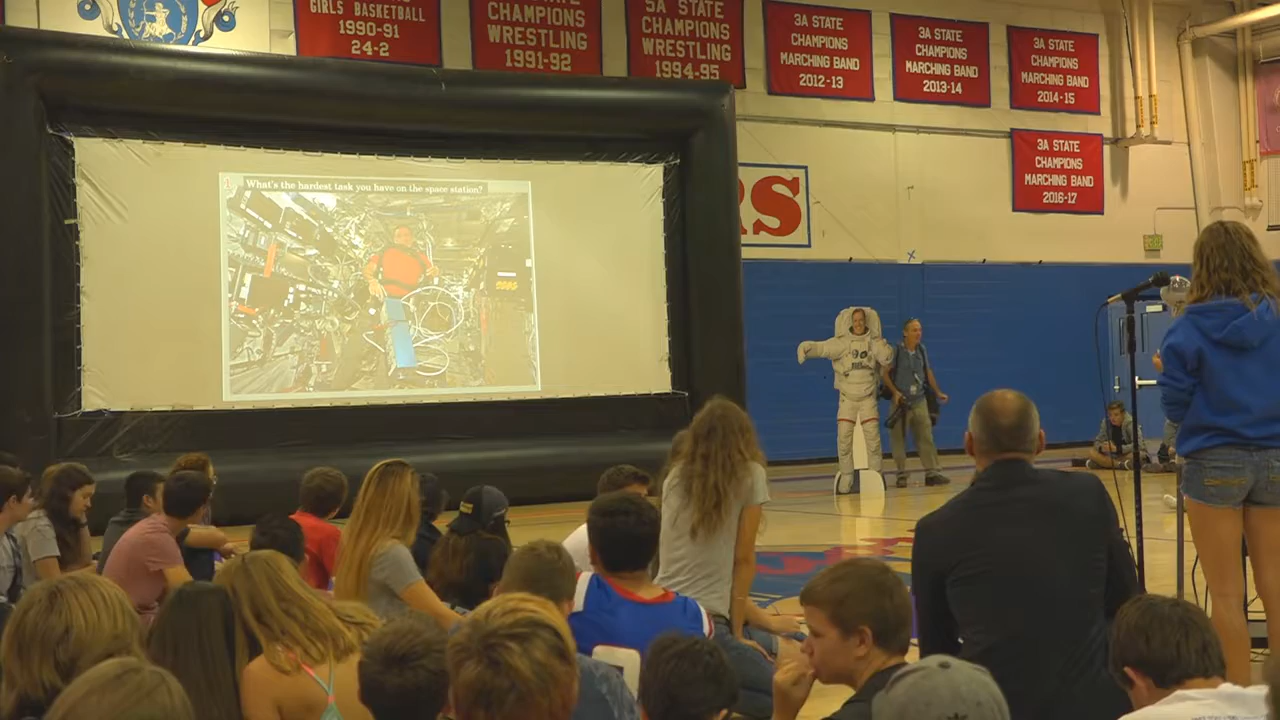 GIRLS BASKETBALL
1990-91
24-2
CHAMPIONS
WRESTLING
1991-92
5A STATE
CHAMPIONS
WRESTLING
1994-95
3A STATE
CHAMPIONS
MARCHING BAND
2012-13
3A STATE
CHAMPIONS
MARCHING BAND
2013-14
3A STATE
CHAMPIONS
MARCHING BAND
2014-15
3A STATE
CHAMPIONS
MARCHING BAND
2016-17
RS
1 What's the hardest task you have on the space station?